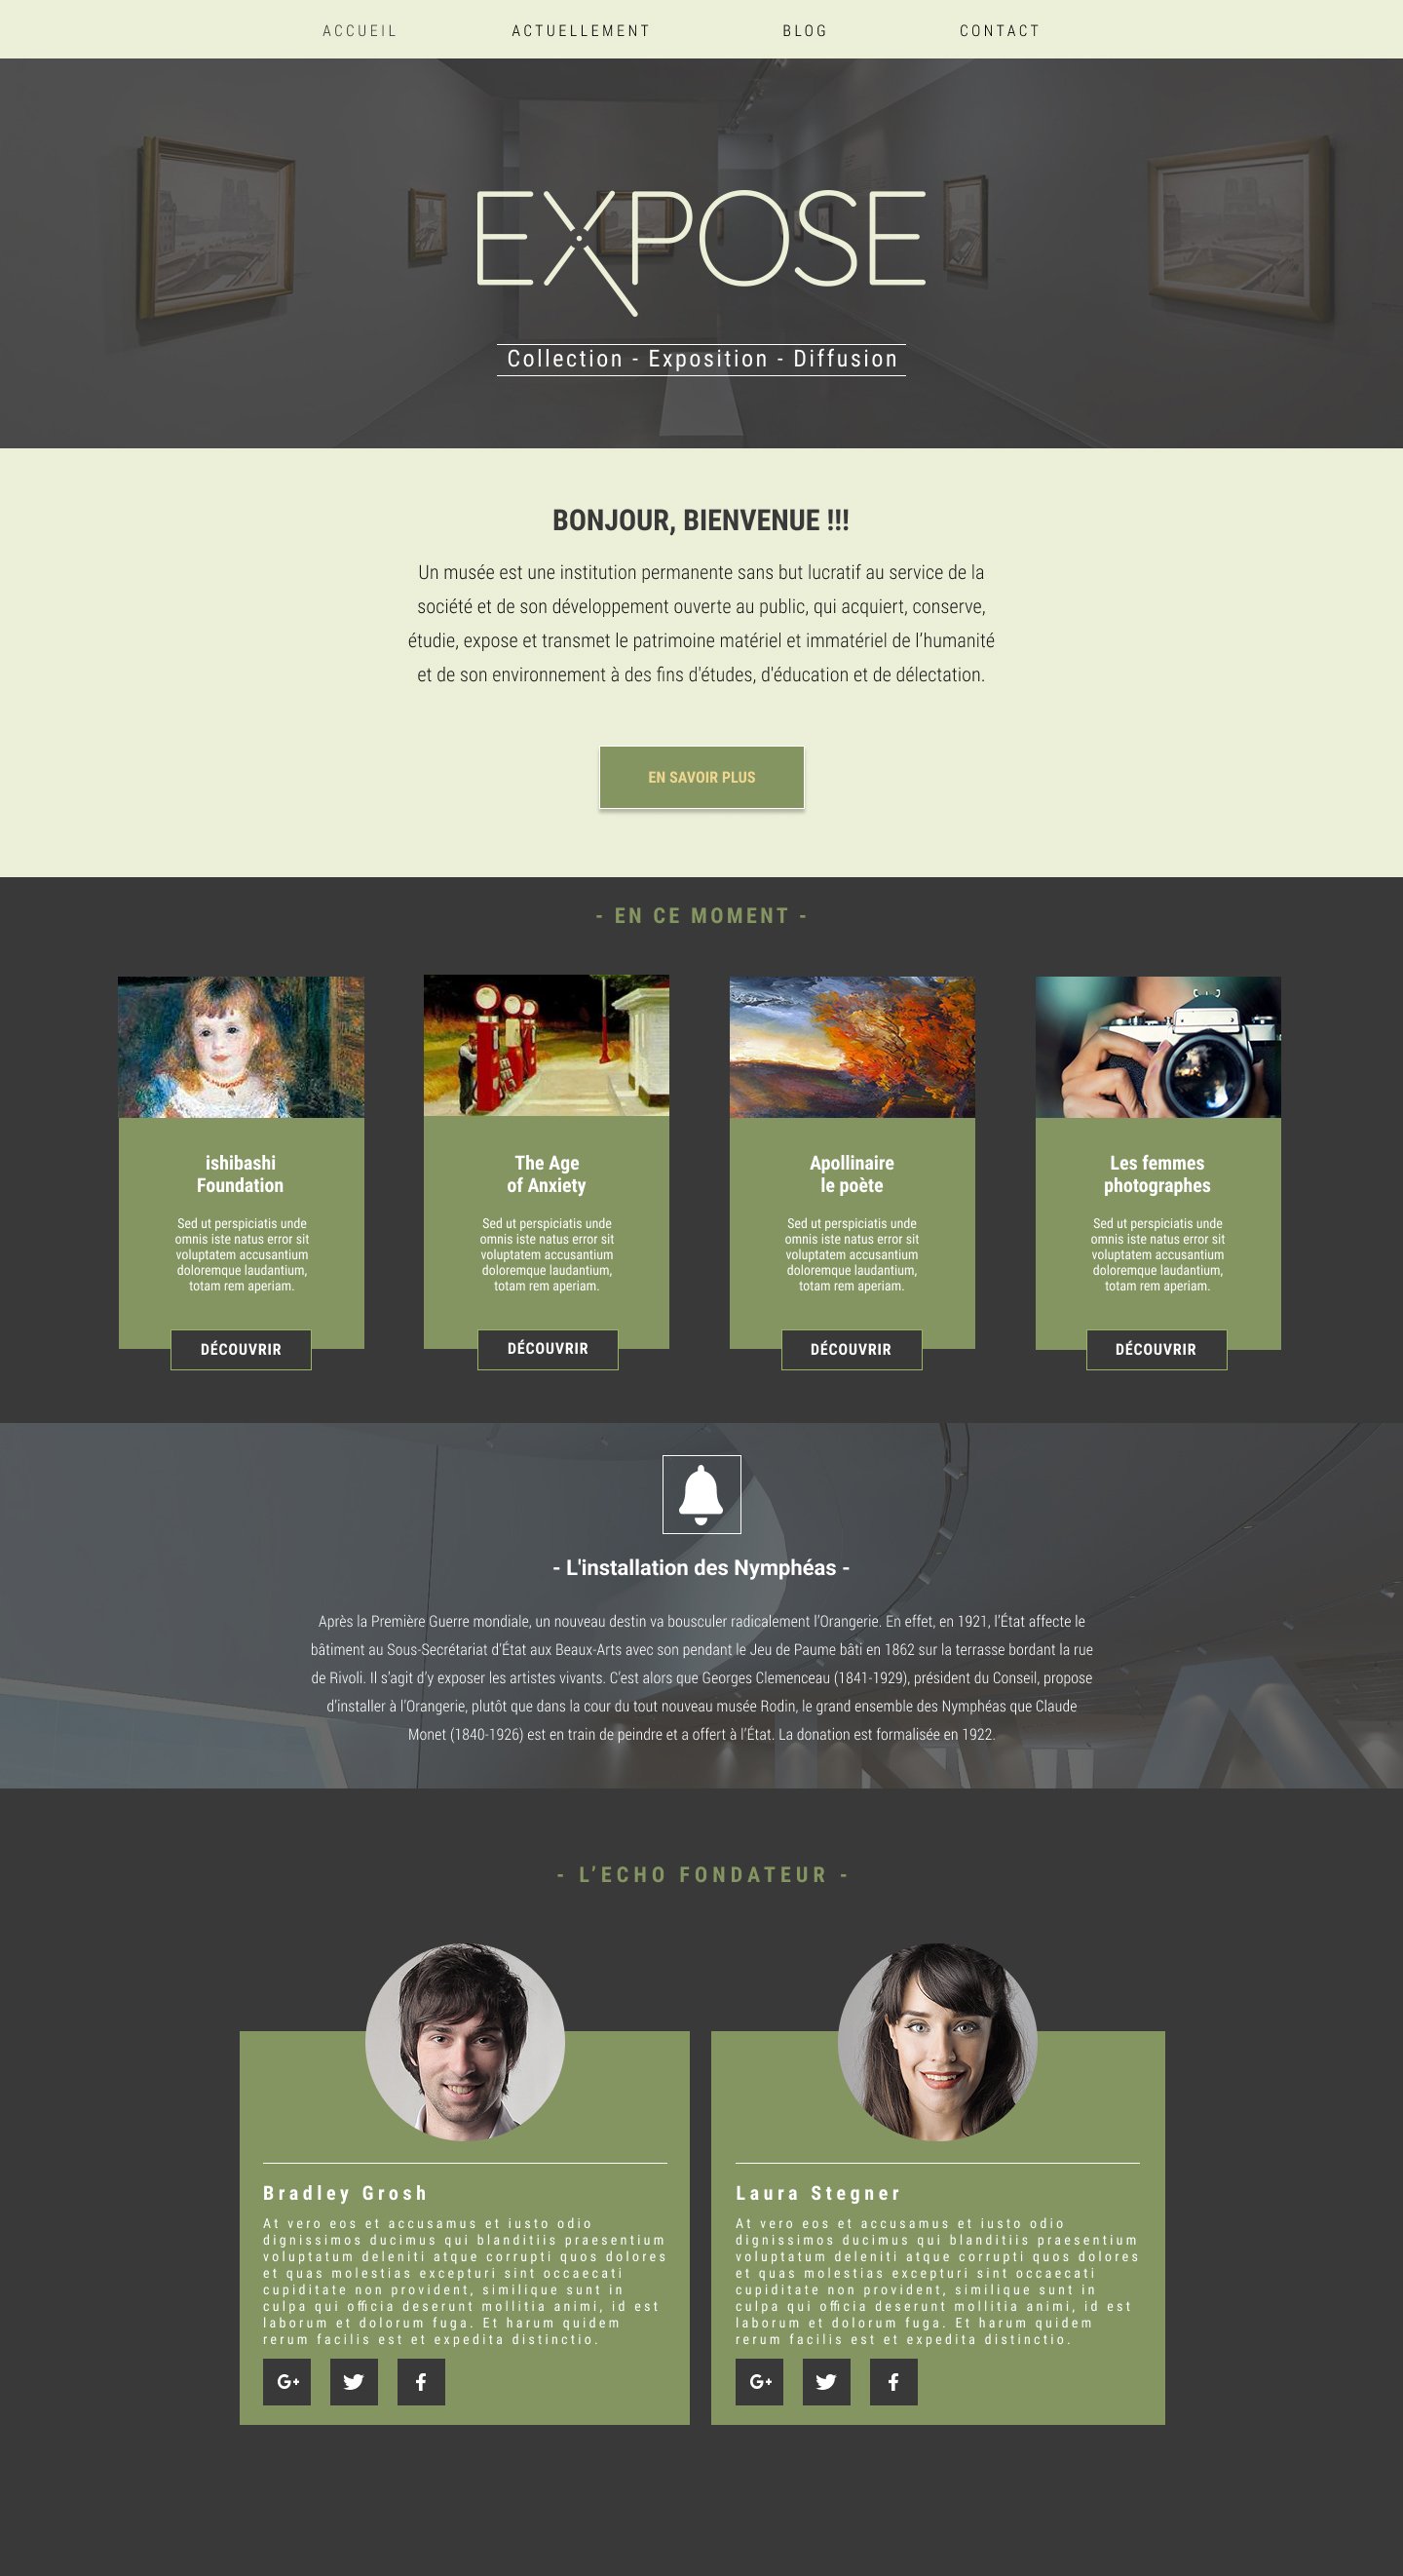 ACCUEIL
ACTUELLEMENT
BLOG
CONTACT
EXPOSE
Collection - Exposition - Diffusion
BONJOUR, BIENVENUE !!!
Un musée est une institution permanente sans but lucratif au service de la
société et de son développement ouverte au public, qui acquiert, conserve,
étudie, expose et transmet le patrimoine matériel et immatériel de l’humanité
et de son environnement à des fins d'études, d'éducation et de délectation.
EN SAVOIR PLUS
- EN CE MOMENT -
ishibashi
Foundation
Sed ut perspiciatis unde
omnis iste natus error sit
voluptatem accusantium
doloremque laudantium,
totam rem aperiam.
DÉCOUVRIR
The Age
of Anxiety
Sed ut perspiciatis unde
omnis iste natus error sit
voluptatem accusantium
doloremque laudantium,
totam rem aperiam.
DÉCOUVRIR
Apollinaire
le poète
Sed ut perspiciatis unde
omnis iste natus error sit
voluptatem accusantium
doloremque laudantium,
totam rem aperiam.
DÉCOUVRIR
Les femmes
photographes
Sed ut perspiciatis unde
omnis iste natus error sit
voluptatem accusantium
doloremque laudantium,
totam rem aperiam.
DÉCOUVRIR
- L'installation des Nymphéas -
Après la Première Guerre mondiale, un nouveau destin va bousculer radicalement l’Orangerie. En effet, en 1921, l’État affecte le
bâtiment au Sous-Secrétariat d’État aux Beaux-Arts avec son pendant le Jeu de Paume bâti en 1862 sur la terrasse bordant la rue
de Rivoli. Il s’agit d’y exposer les artistes vivants. C’est alors que Georges Clemenceau (1841-1929), président du Conseil, propose
d’installer à l’Orangerie, plutôt que dans la cour du tout nouveau musée Rodin, le grand ensemble des Nymphéas que Claude
Monet (1840-1926) est en train de peindre et a offert à l’État. La donation est formalisée en 1922.
- L’ECHO FONDATEUR -
Bradley Grosh
At vero eos et accusamus et iusto odio
dignissimos ducimus qui blanditiis praesentium
voluptatum deleniti atque corrupti quos dolores
et quas molestias excepturi sint occaecati
cupiditate non provident, similique sunt in
culpa qui officia deserunt mollitia animi, id est
laborum et dolorum fuga. Et harum quidem
rerum facilis est et expedita distinctio.
G+
f
Laura Stegner
At vero eos et accusamus et iusto odio
dignissimos ducimus qui blanditiis praesentium
voluptatum deleniti atque corrupti quos dolores
et quas molestias excepturi sint occaecati
cupiditate non provident, similique sunt in
culpa qui officia deserunt mollitia animi, id est
laborum et dolorum fuga. Et harum quidem
rerum facilis est et expedita distinctio.
G+
f